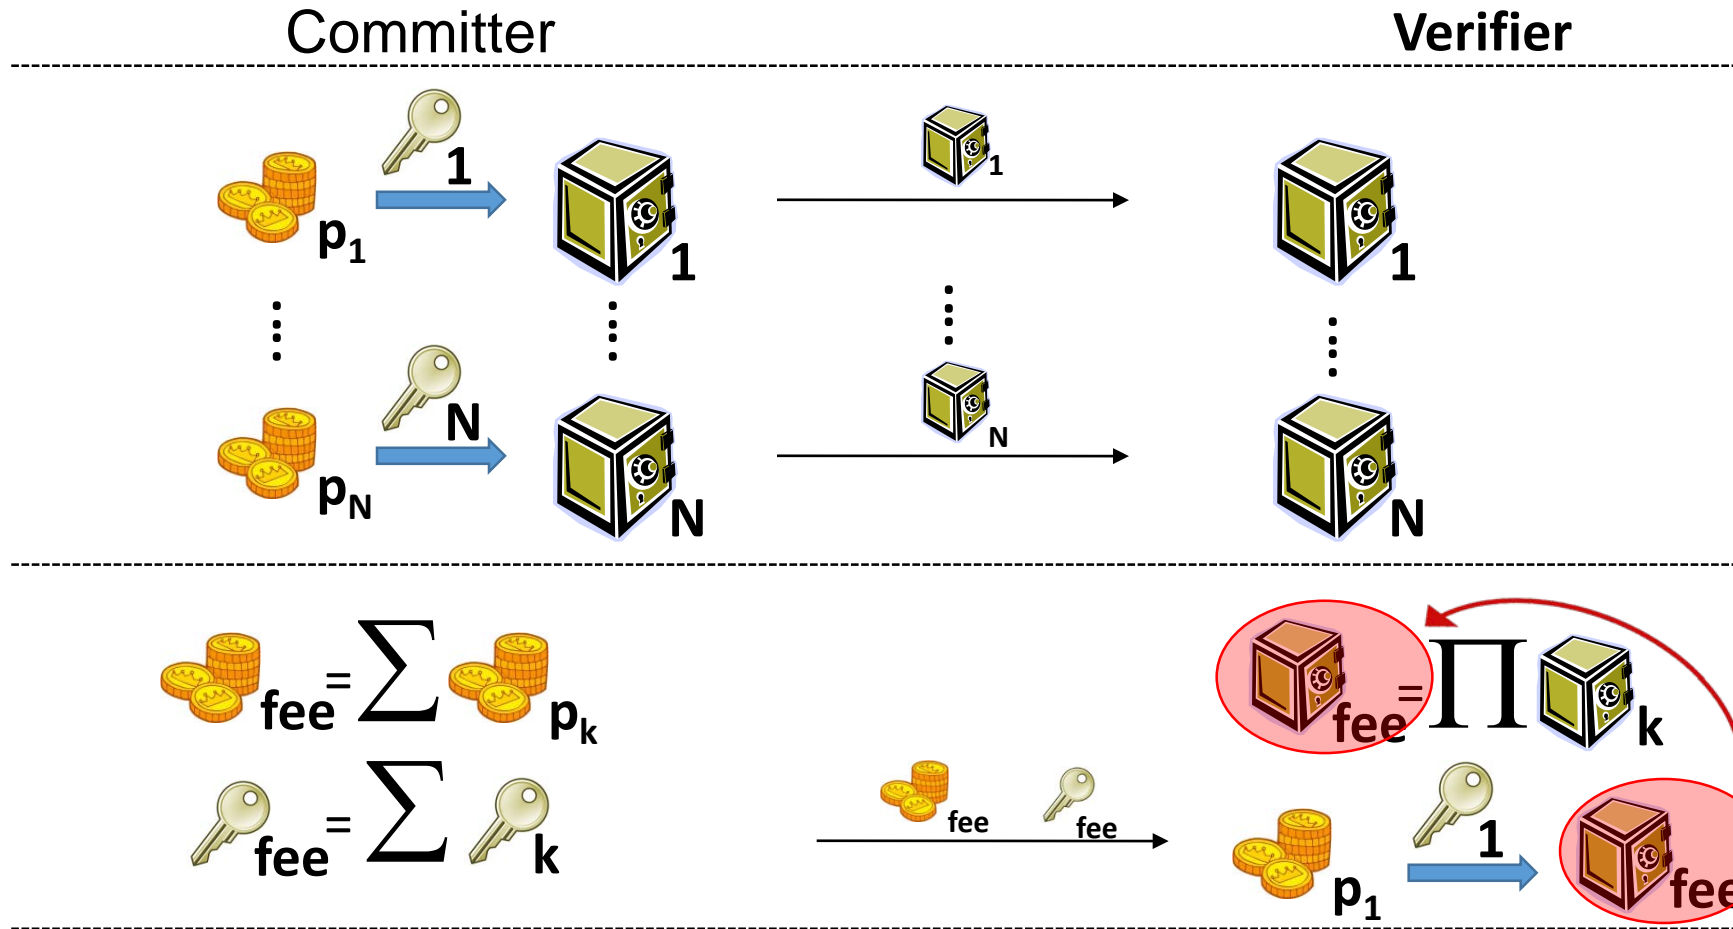 Committer Verifier
1 1
p1 1 1
N N
pN N N
fee = ∑ pk fee = ∏ k
fee = ∑ k fee fee 1
p1 fee